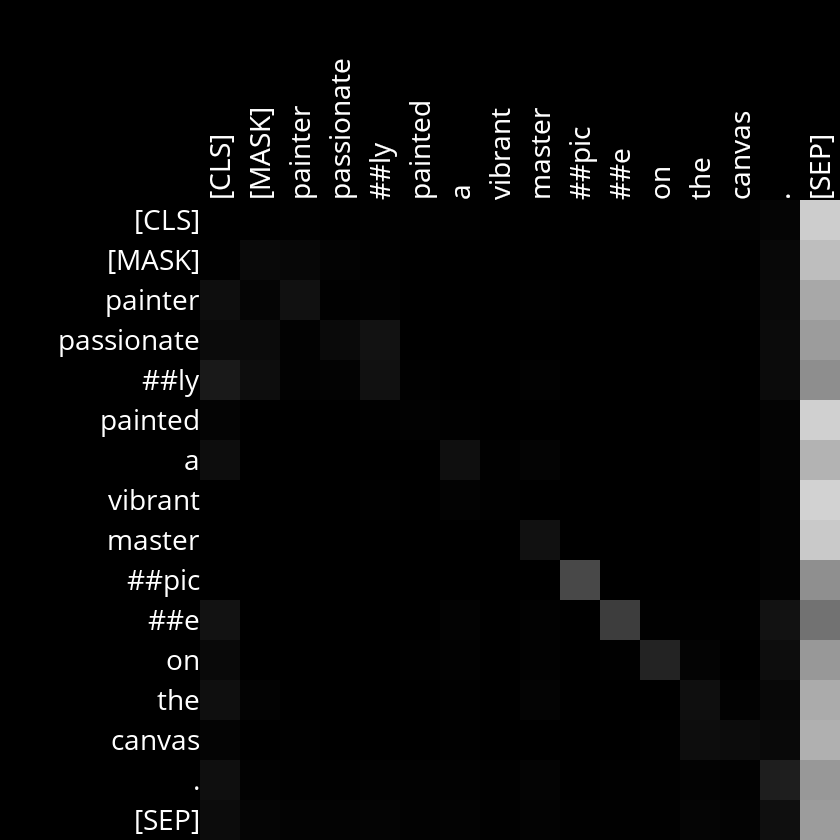 [CLS]
[MASK]
painter
passionate
##ly
painted
a
vibrant
master
##pic
##e
on
the
canvas
.
[SEP]
[CLS]
[MASK]
painter
passionate
##ly
painted
a
vibrant
master
##pic
##e
on
the
canvas
.
[SEP]